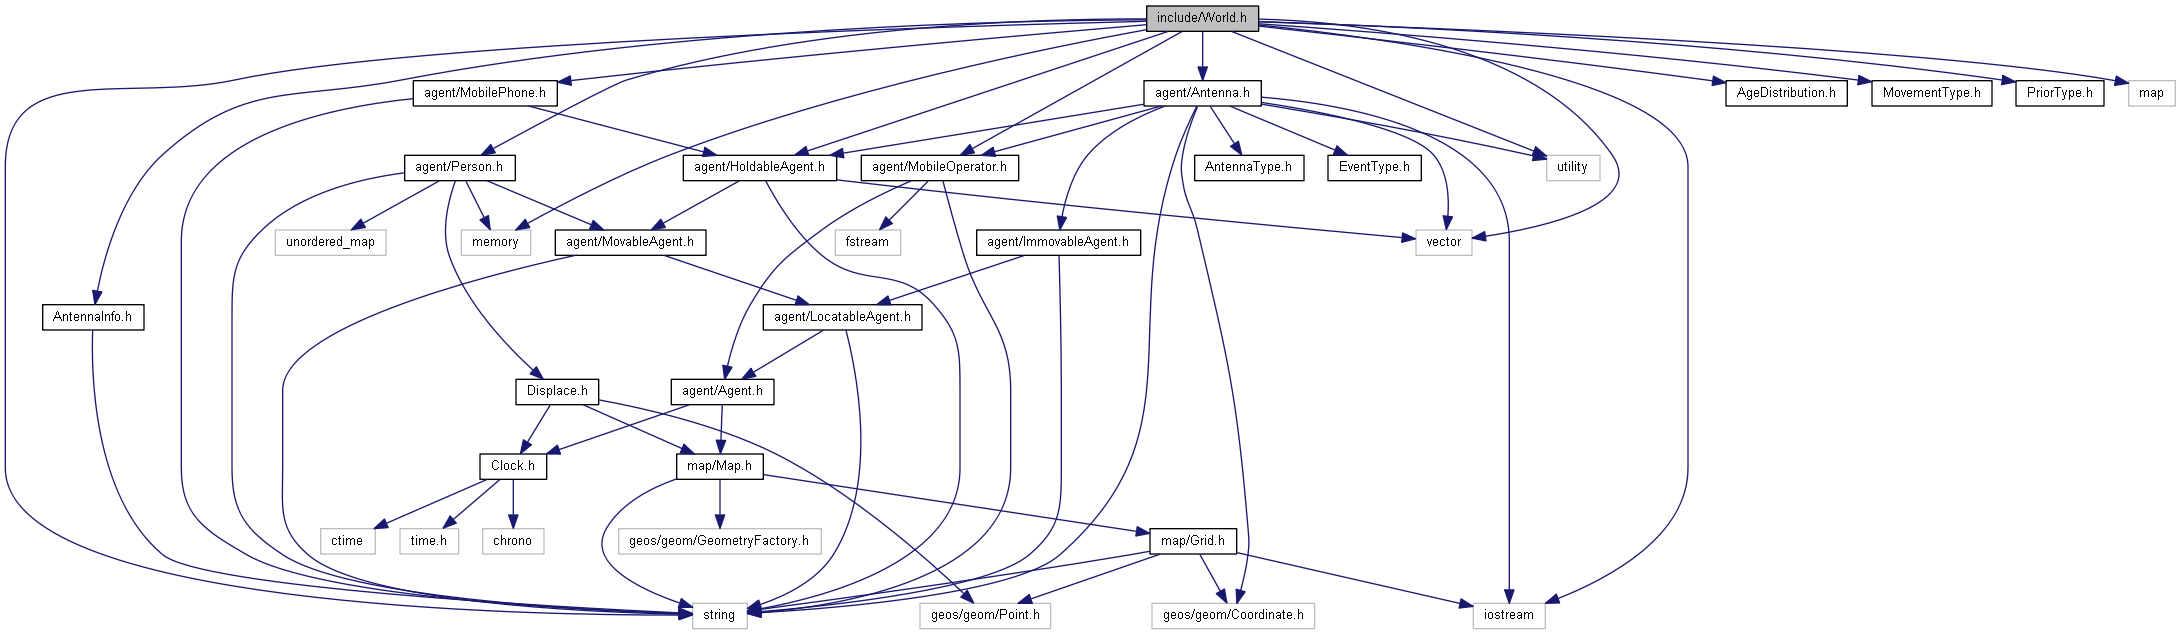 include/World.h
agent/MobilePhone.h
agent/Antenna.h
AgeDistribution.h
MovementType.h
PriorType.h
map
agent/Person.h
agent/HoldableAgent.h
agent/MobileOperator.h
AntennaType.h
EventType.h
utility
unordered_map
memory
agent/MovableAgent.h
fstream
agent/ImmovableAgent.h
vector
AntennaInfo.h
agent/LocatableAgent.h
Displace.h
agent/Agent.h
Clock.h
map/Map.h
ctime
time.h
chrono
geos/geom/GeometryFactory.h
map/Grid.h
string
geos/geom/Point.h
geos/geom/Coordinate.h
iostream